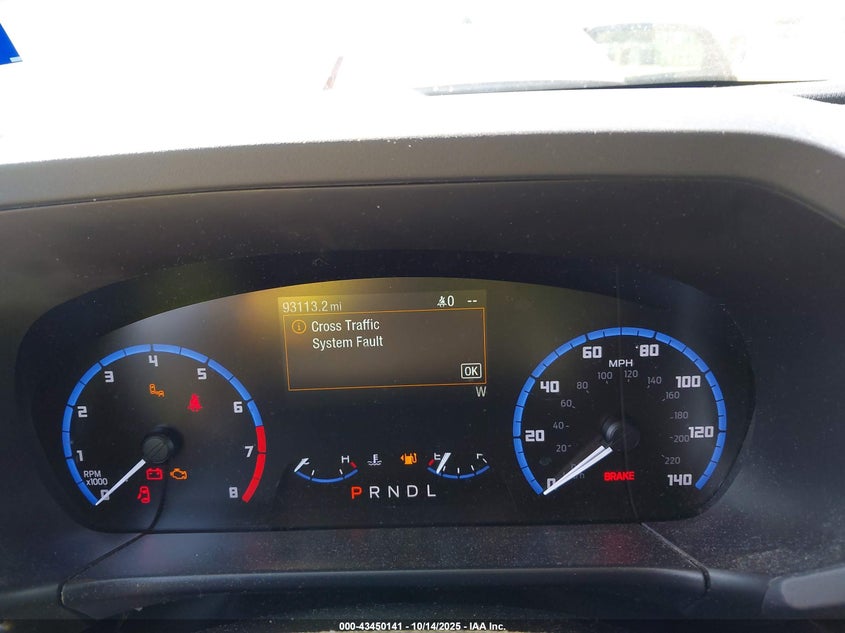 93113.2 mi
0 --
Cross Traffic
System Fault
OK
W
0 1 2 3 4 5 6 7 8
RPM
x1000
H
P R N D L
0 20 40 60 80 100 120 140
MPH
20 40 60 80 100 120 140 160 180 200 220
BRAKE
000-43450141 - 10/14/2025 - IAA Inc.